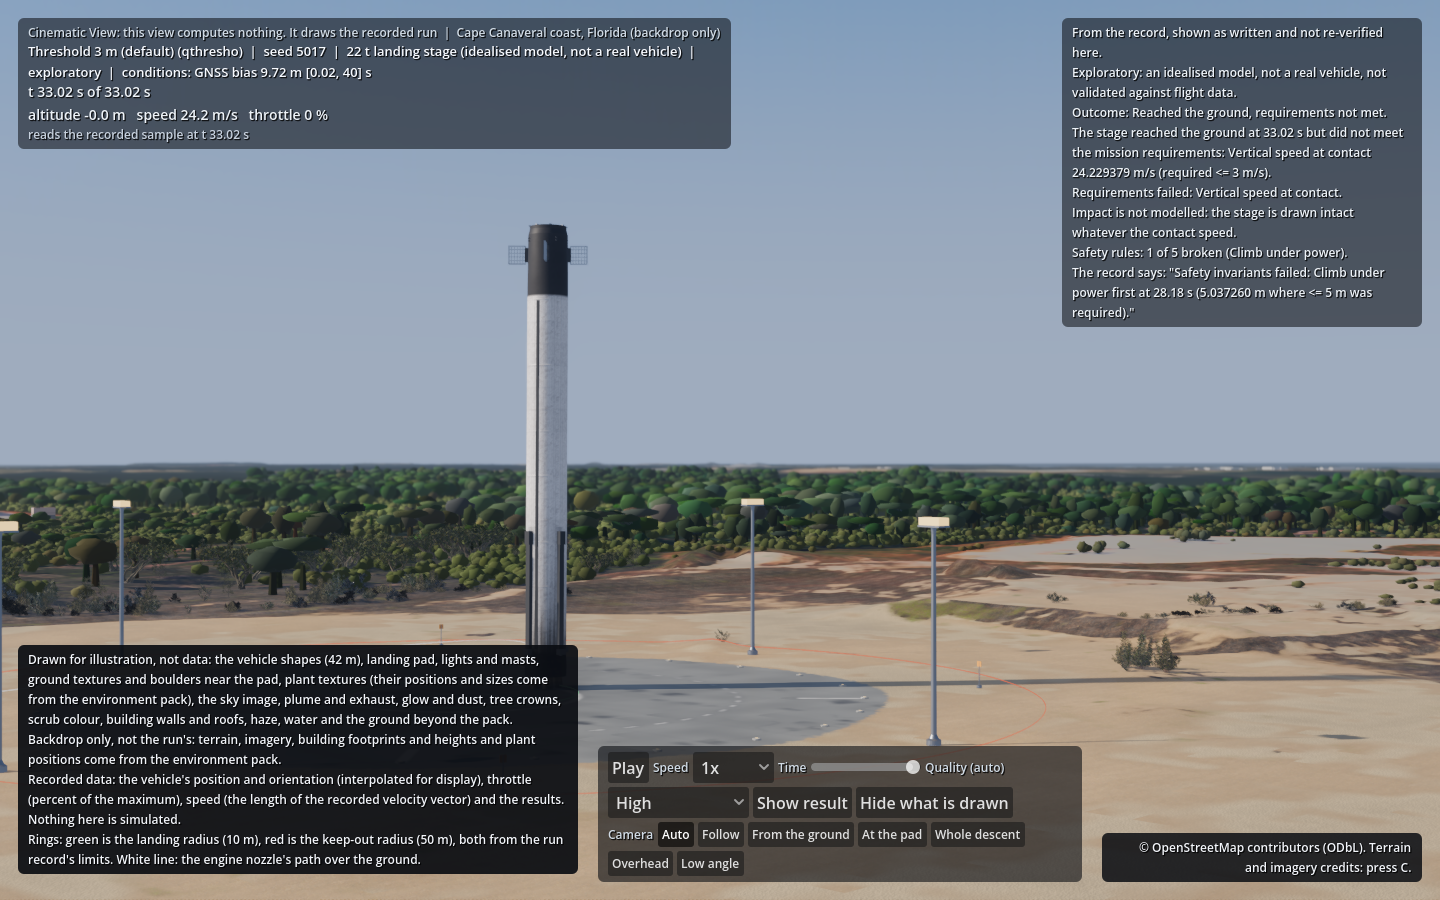 Cinematic View: this view computes nothing. It draws the recorded run | Cape Canaveral coast, Florida (backdrop only)
Threshold 3 m (default) (qthresho) | seed 5017 | 22 t landing stage (idealised model, not a real vehicle) |
exploratory | conditions: GNSS bias 9.72 m [0.02, 40] s
t 33.02 s of 33.02 s
altitude -0.0 m speed 24.2 m/s throttle 0 %
reads the recorded sample at t 33.02 s
From the record, shown as written and not re-verified
here.
Exploratory: an idealised model, not a real vehicle, not
validated against flight data.
Outcome: Reached the ground, requirements not met.
The stage reached the ground at 33.02 s but did not meet
the mission requirements: Vertical speed at contact
24.229379 m/s (required <= 3 m/s).
Requirements failed: Vertical speed at contact.
Impact is not modelled: the stage is drawn intact
whatever the contact speed.
Safety rules: 1 of 5 broken (Climb under power).
The record says: "Safety invariants failed: Climb under
power first at 28.18 s (5.037260 m where <= 5 m was
required)."
Drawn for illustration, not data: the vehicle shapes (42 m), landing pad, lights and masts,
ground textures and boulders near the pad, plant textures (their positions and sizes come
from the environment pack), the sky image, plume and exhaust, glow and dust, tree crowns,
scrub colour, building walls and roofs, haze, water and the ground beyond the pack.
Backdrop only, not the run's: terrain, imagery, building footprints and heights and plant
positions come from the environment pack.
Recorded data: the vehicle's position and orientation (interpolated for display), throttle
(percent of the maximum), speed (the length of the recorded velocity vector) and the results.
Nothing here is simulated.
Rings: green is the landing radius (10 m), red is the keep-out radius (50 m), both from the run
record's limits. White line: the engine nozzle's path over the ground.
Play Speed 1x Time Quality (auto)
High Show result Hide what is drawn
Camera Auto Follow From the ground At the pad Whole descent
Overhead Low angle
© OpenStreetMap contributors (ODbL). Terrain
and imagery credits: press C.